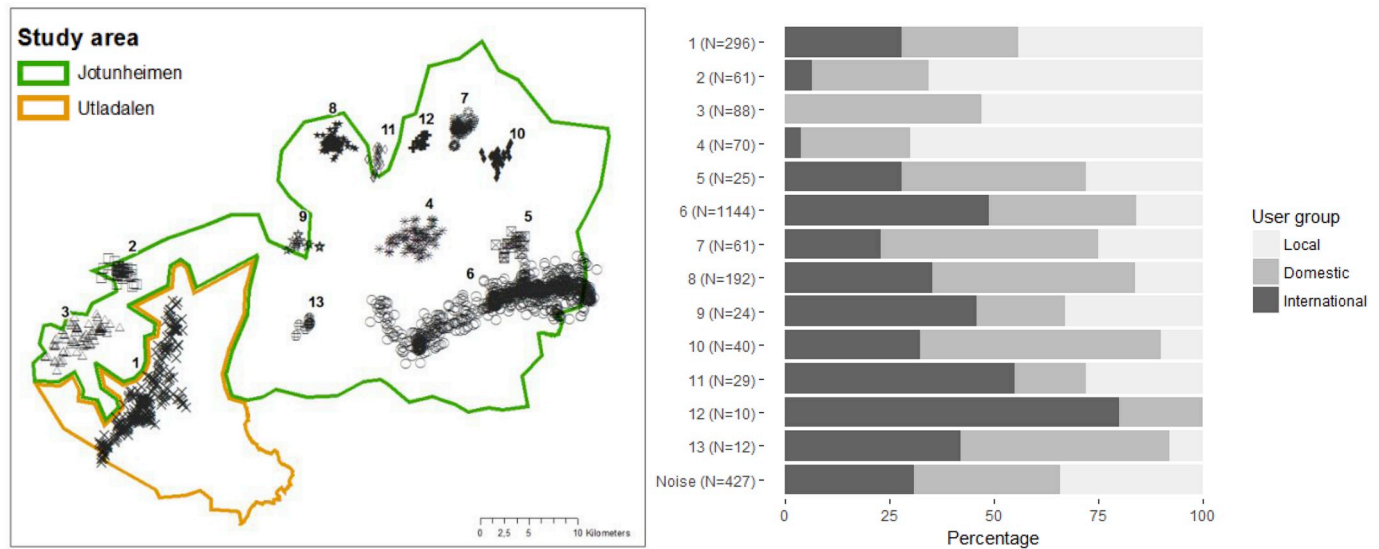 Study area
Jotunheimen
Utladalen
8
7
12
11
10
9
4
5
2
6
3
13
1
0 2,5 5 10 Kilometers
1 (N=296)
2 (N=61)
3 (N=88)
4 (N=70)
5 (N=25)
6 (N=1144)
7 (N=61)
8 (N=192)
9 (N=24)
10 (N=40)
11 (N=29)
12 (N=10)
13 (N=12)
Noise (N=427)
0 25 50 75 100
Percentage
User group
Local
Domestic
International